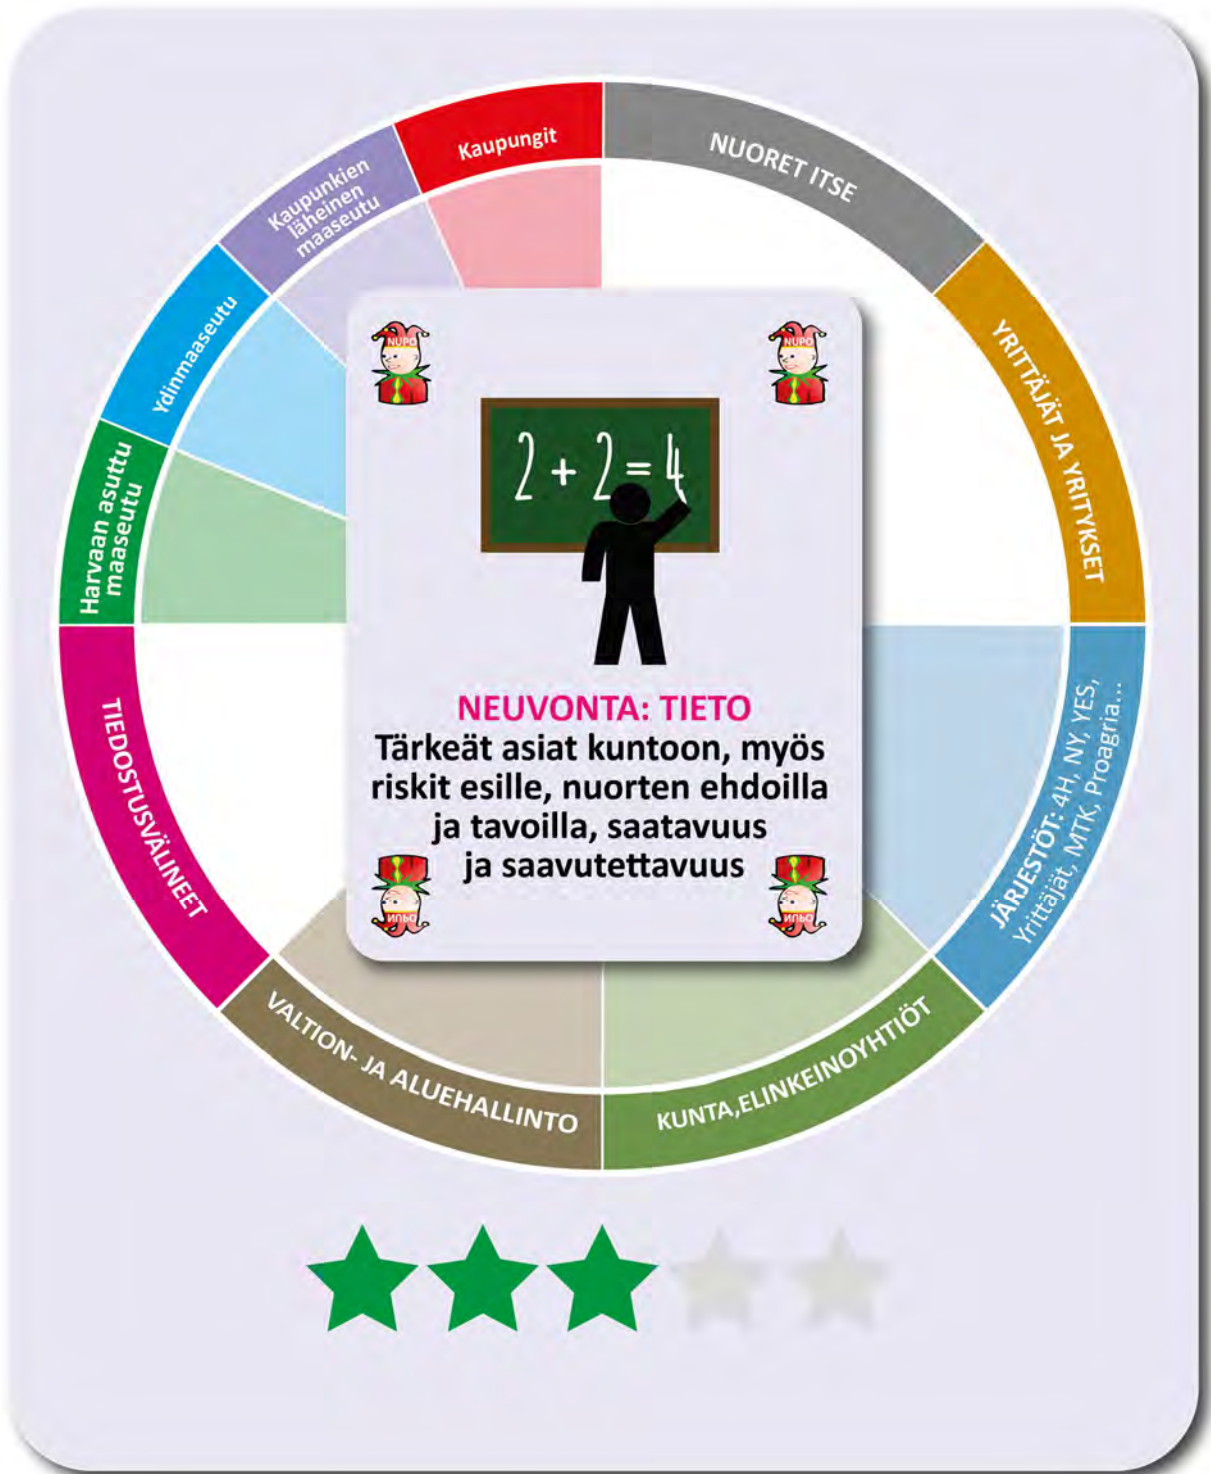 Kaupungit
NUORET ITSE
Kaupunkien
läheinen
maaseutu
Ydinmaaseutu
YRITTÄJÄT JA YRITYKSET
Harvaan asuttu
maaseutu
NUPO
NUPO
2 + 2 = 4
NEUVONTA: TIETO
Tärkeät asiat kuntoon, myös
riskit esille, nuorten ehdoilla
ja tavoilla, saatavuus
ja saavutettavuus
NUPO
NUPO
TIEDOSTUSVÄLINEET
JÄRJESTÖT: 4H, NY, YES,
Yrittäjät, MTK, Proagria...
VALTION- JA ALUEHALLINTO
KUNTA,ELINKEINOYHTIÖT